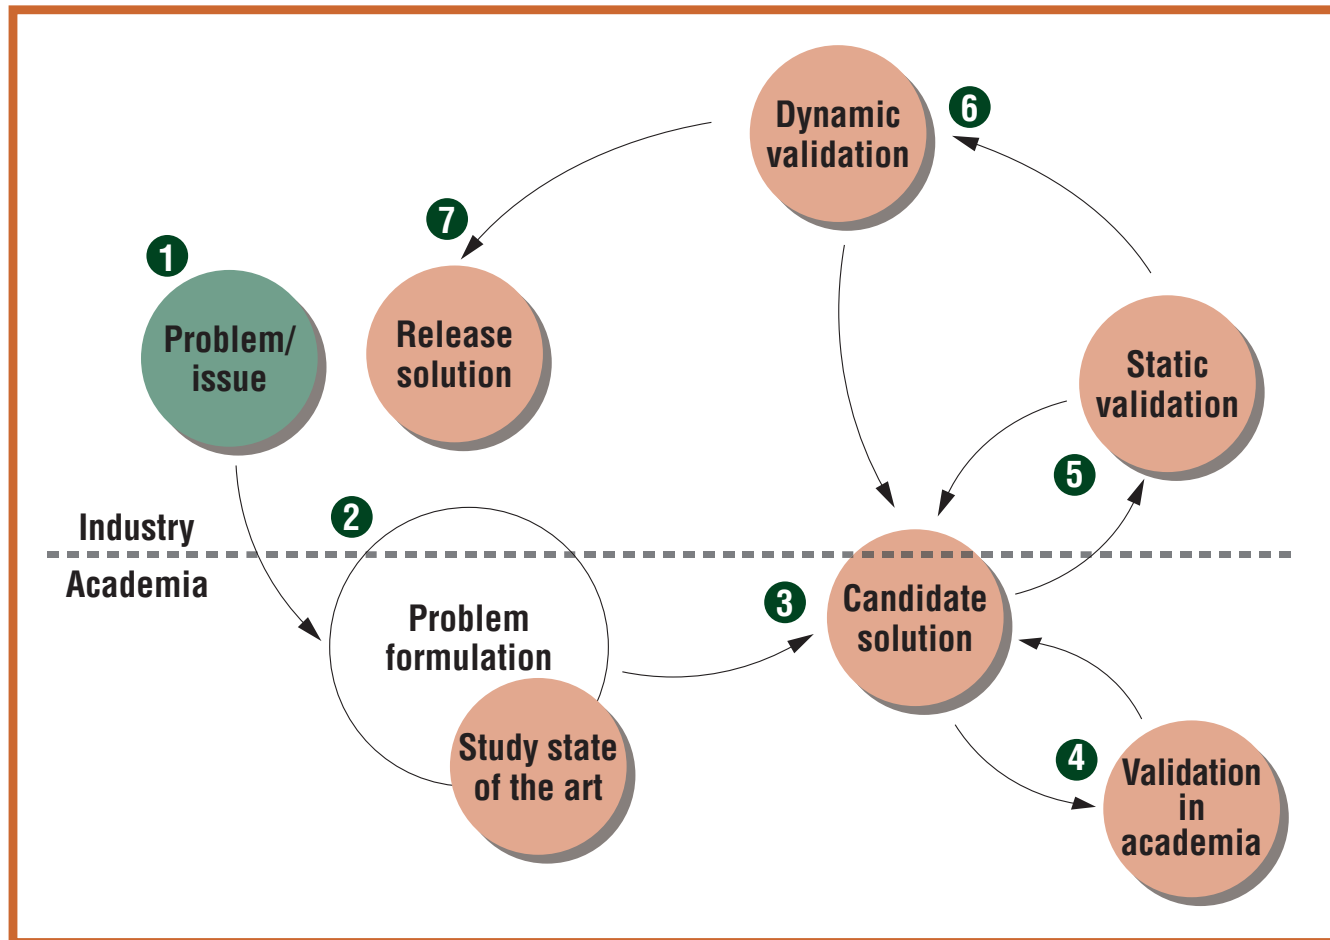 1
Problem/
issue
2
Problem
formulation
Study state
of the art
3
Candidate
solution
4
Validation
in
academia
5
Static
validation
6
Dynamic
validation
7
Release
solution
Industry
Academia